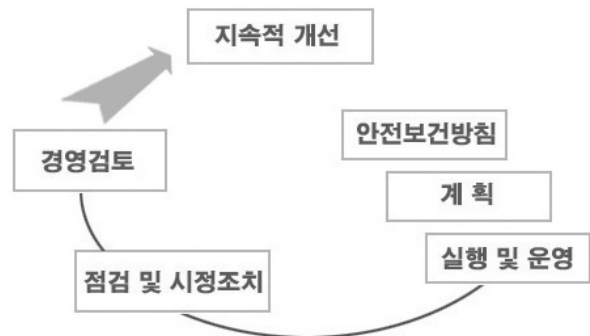 지속적 개선
안전보건방침
경영검토
계 획
실행 및 운영
점검 및 시정조치